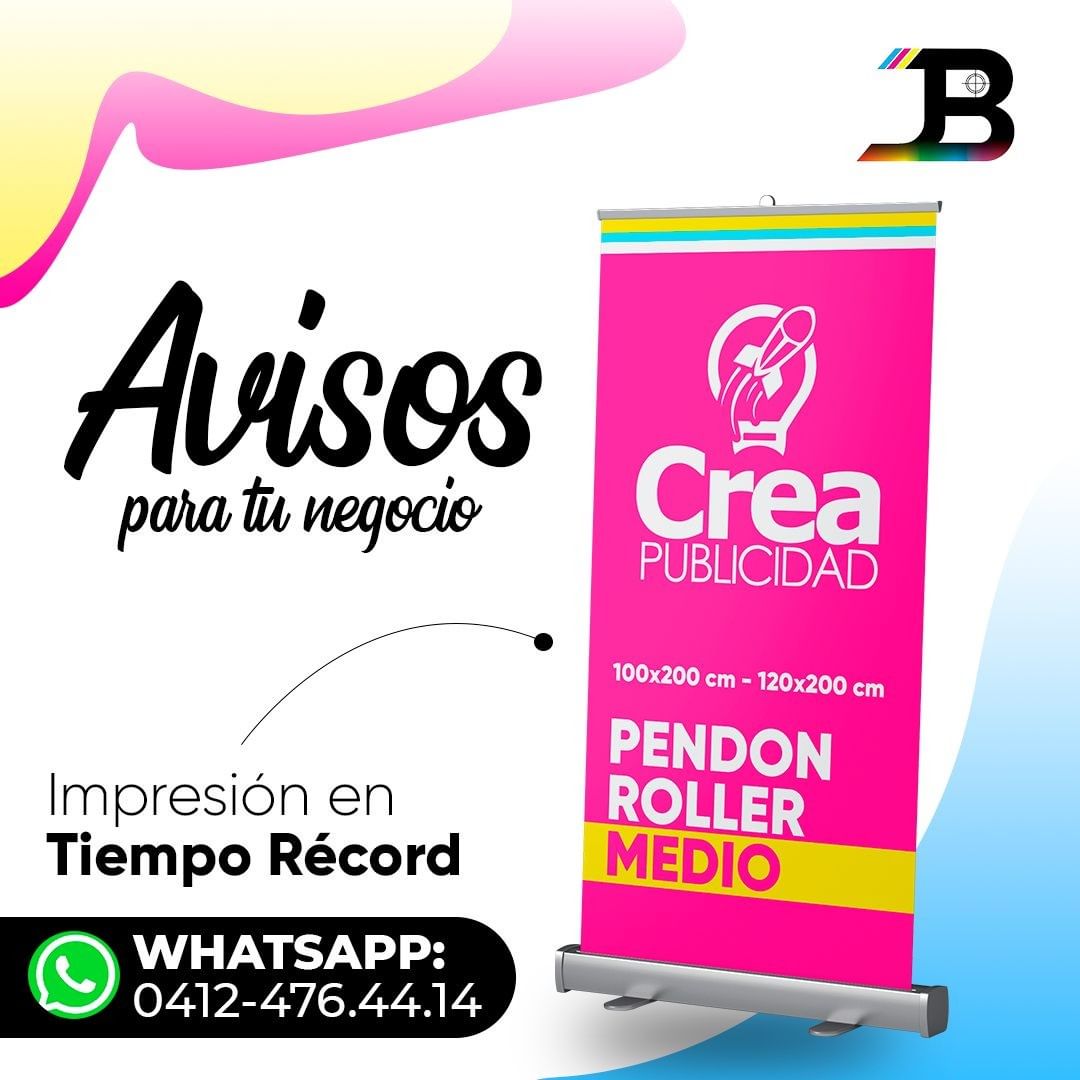 JB
Avisos
para tu negocio
Crea
PUBLICIDAD
100x200 cm - 120x200 cm
PENDON
ROLLER
MEDIO
Impresión en
Tiempo Récord
WHATSAPP:
0412-476.44.14